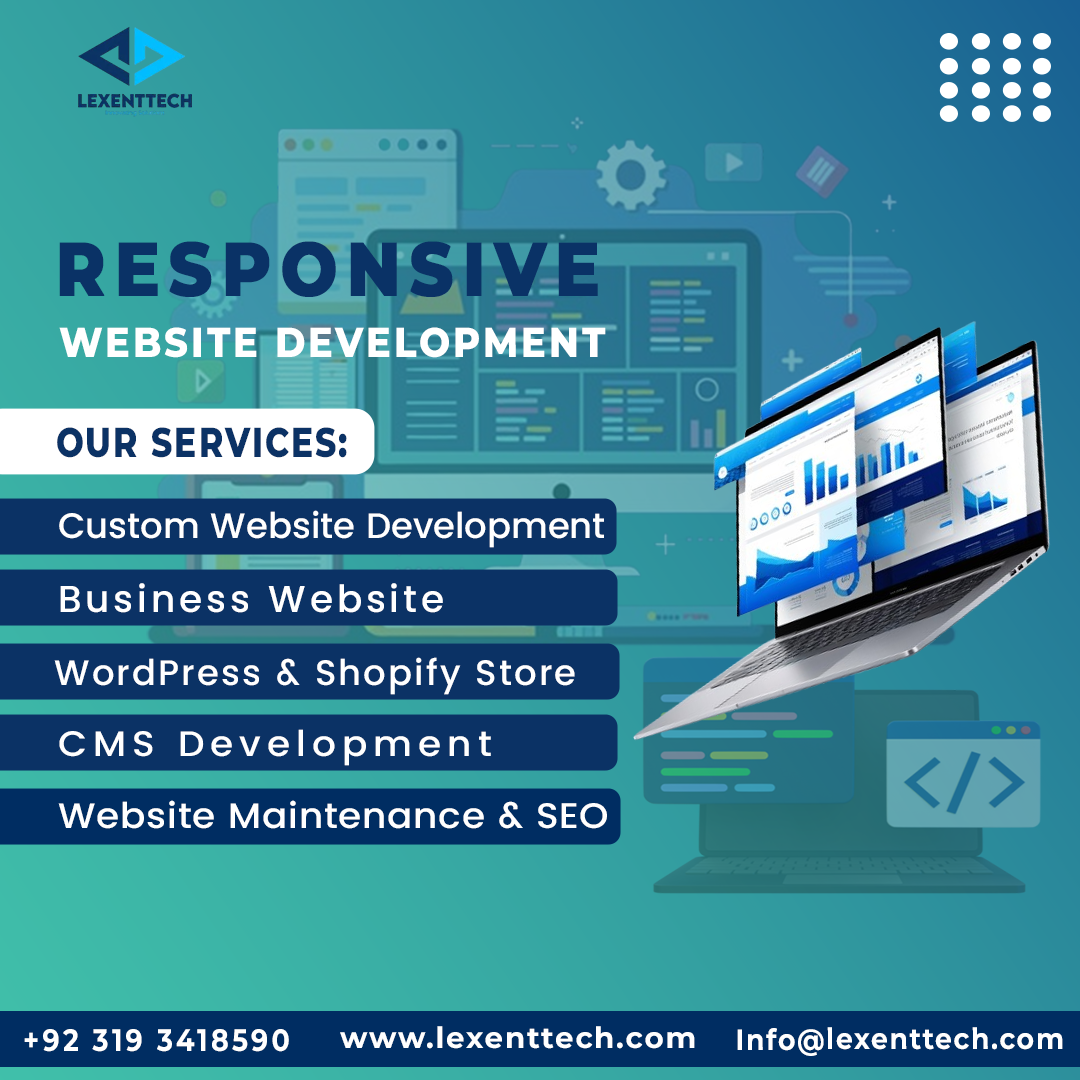 LEXENTTECH
RESPONSIVE
WEBSITE DEVELOPMENT
OUR SERVICES:
Custom Website Development
Business Website
WordPress & Shopify Store
CMS Development
Website Maintenance & SEO
+92 319 3418590
www.lexenttech.com
Info@lexenttech.com